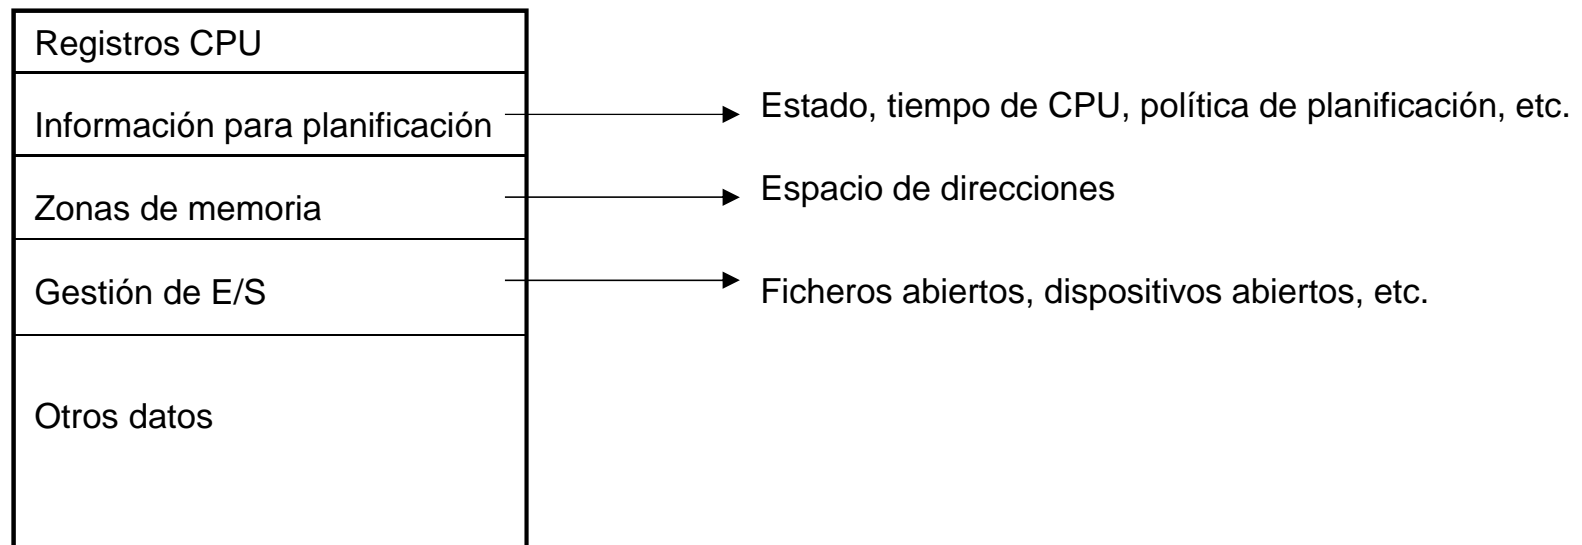 Registros CPU
Información para planificación
Estado, tiempo de CPU, política de planificación, etc.
Zonas de memoria
Espacio de direcciones
Gestión de E/S
Ficheros abiertos, dispositivos abiertos, etc.
Otros datos